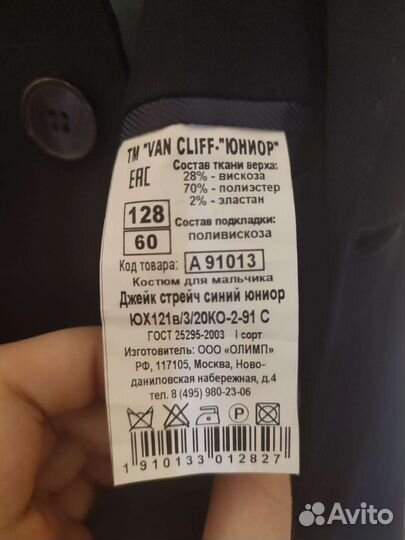 ТМ "VAN CLIFF-"ЮНИОР"
EAC
Состав ткани верха:
28% - вискоза
70% - полиэстер
2% - эластан
128
60
Состав подкладки:
поливискоза
Код товара: А 91013
Костюм для мальчика
Джейк стрейч синий юниор
ЮХ121в/3/20КО-2-91 С
ГОСТ 25295-2003 - I сорт
Изготовитель: ООО «ОЛИМП»
РФ, 117105, Москва, Ново-
даниловская набережная, д.4
тел. 8 (495) 980-23-06
P
1 910133 012827
Avito